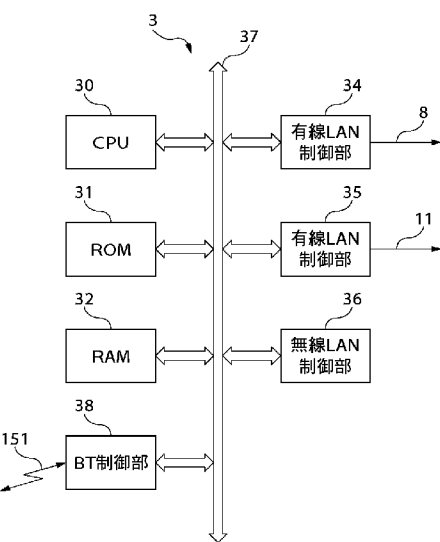 3
37
30
CPU
34
有線LAN
制御部
8
31
ROM
35
有線LAN
制御部
11
32
RAM
36
無線LAN
制御部
38
BT制御部
151